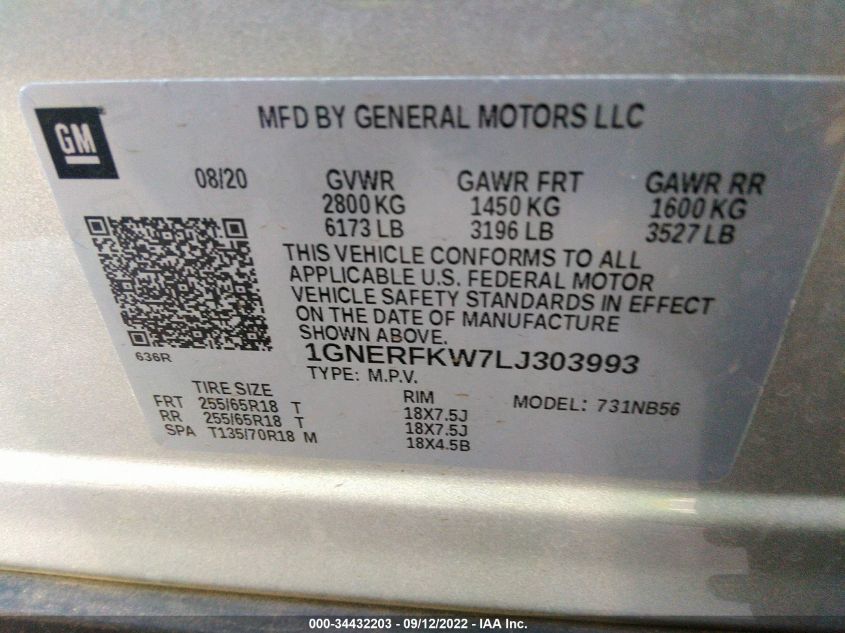 GM
MFD BY GENERAL MOTORS LLC
08/20 GVWR GAWR FRT GAWR RR
2800 KG 1450 KG 1600 KG
6173 LB 3196 LB 3527 LB
THIS VEHICLE CONFORMS TO ALL
APPLICABLE U.S. FEDERAL MOTOR
VEHICLE SAFETY STANDARDS IN EFFECT
ON THE DATE OF MANUFACTURE
SHOWN ABOVE.
636R
1GNERFKW7LJ303993
TYPE: M.P.V.
TIRE SIZE RIM MODEL: 731NB56
FRT 255/65R18 T 18X7.5J
RR 255/65R18 T 18X7.5J
SPA T135/70R18 M 18X4.5B
000-34432203 - 09/12/2022 - IAA Inc.